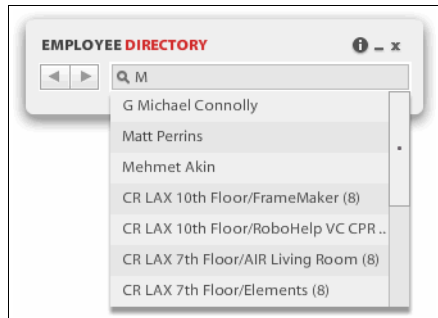 EMPLOYEE DIRECTORY
M
G Michael Connolly
Matt Perrins
Mehmet Akin
CR LAX 10th Floor/FrameMaker (8)
CR LAX 10th Floor/RoboHelp VC CPR ..
CR LAX 7th Floor/AIR Living Room (8)
CR LAX 7th Floor/Elements (8)